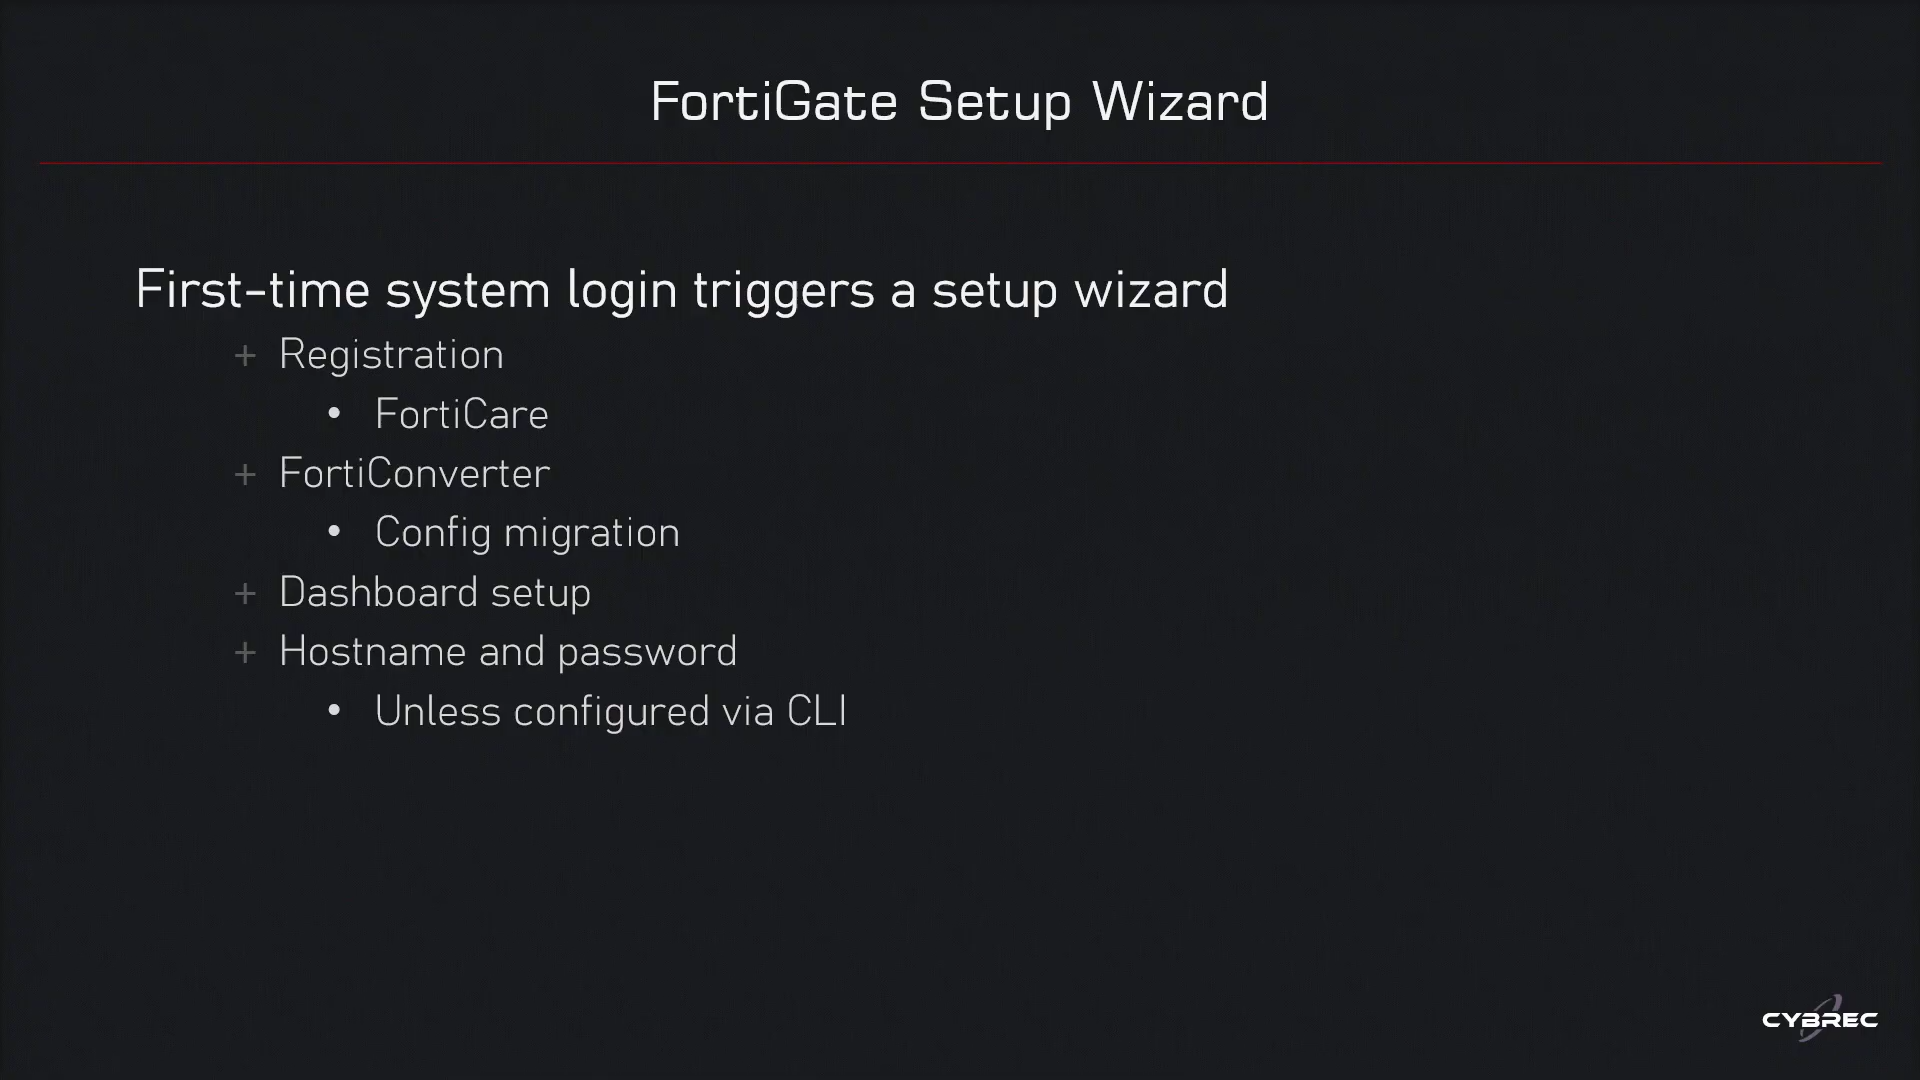 FortiGate Setup Wizard
First-time system login triggers a setup wizard
+ Registration
• FortiCare
+ FortiConverter
• Config migration
+ Dashboard setup
+ Hostname and password
• Unless configured via CLI
CYBREC